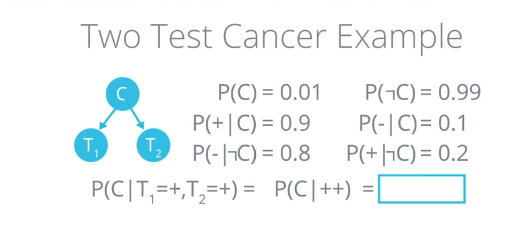 Two Test Cancer Example
C
T₁ T₂
P(C) = 0.01 P(¬C) = 0.99
P(+|C) = 0.9 P(-|C) = 0.1
P(-|¬C) = 0.8 P(+|¬C) = 0.2
P(C|T₁=+,T₂=+) = P(C|++) =